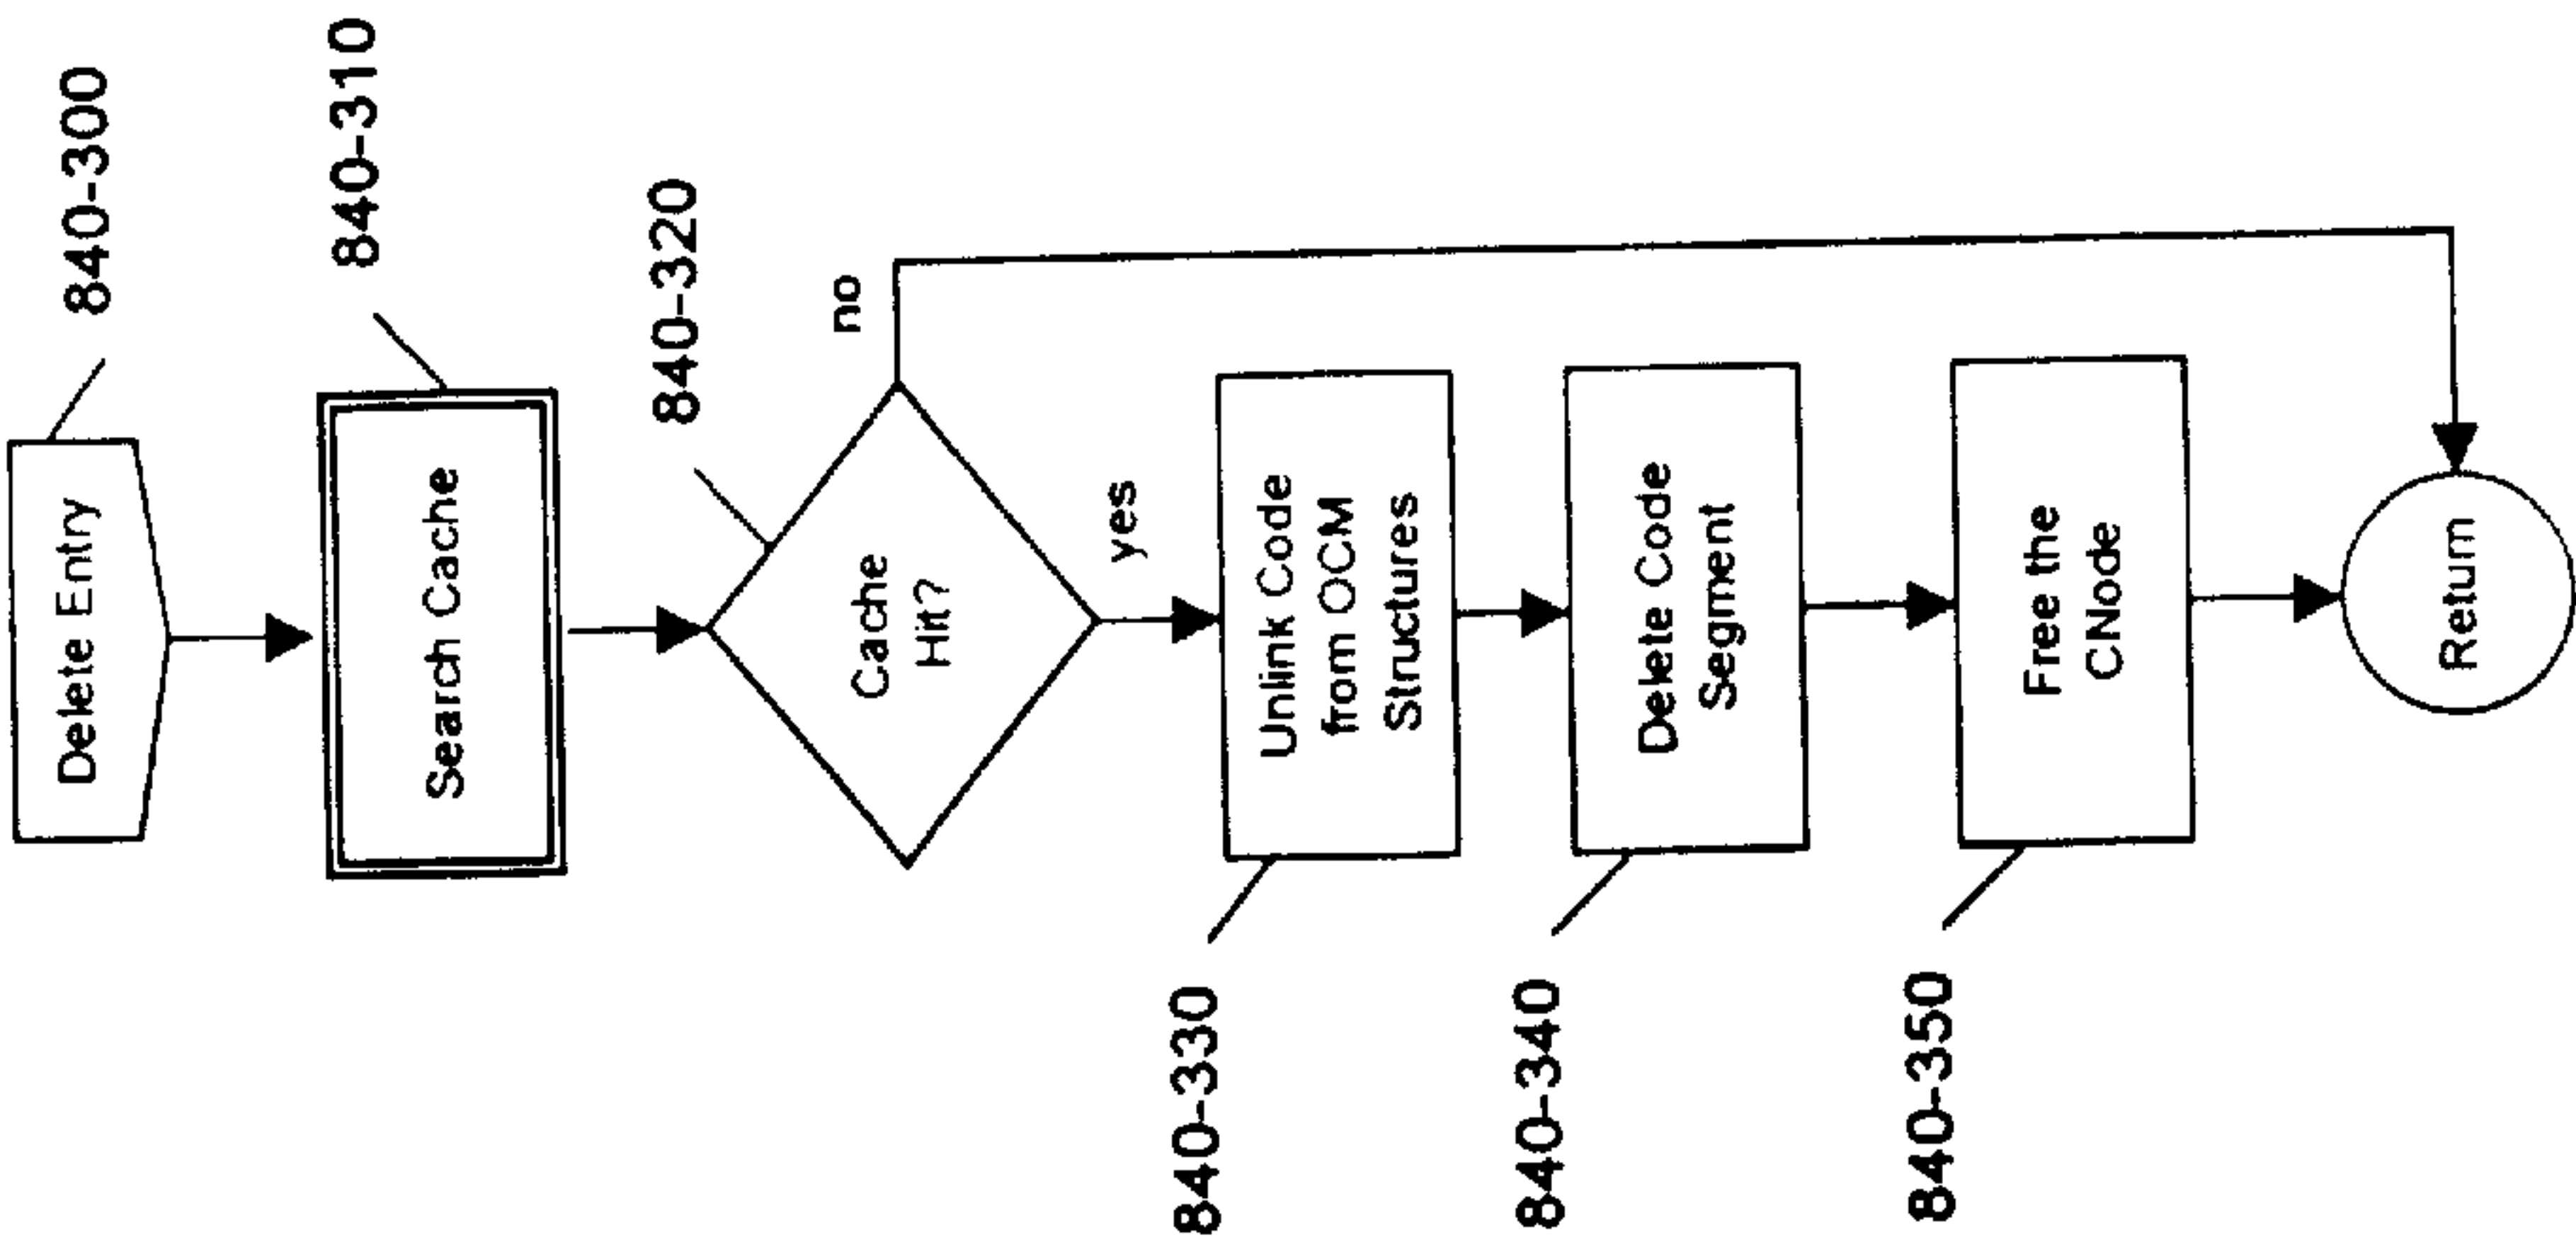 840-300
Delete Entry
840-310
Search Cache
840-320
Cache
Hit?
no
yes
840-330
Unlink Code
from OCM
Structures
840-340
Delete Code
Segment
840-350
Free the
CNode
Return